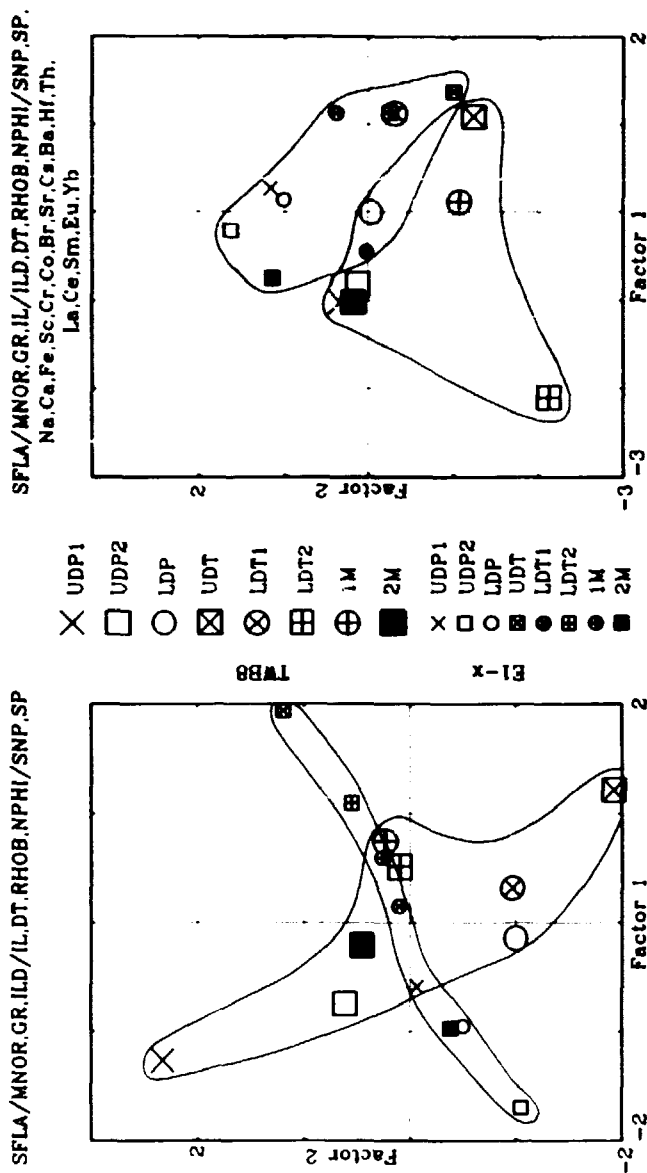 SFLA/MNOR,GR,ILD/IL,DT,RHOB,NPHI/SNP,SP
2
Factor 2
-2
-2
Factor 1
2
TWB8
UDP1
UDP2
LDP
UDT
LDT1
LDT2
1M
2M
E1-x
UDP1
UDP2
LDP
UDT
LDT1
LDT2
1M
2M
SFLA/MNOR,GR,IL/ILD,DT,RHOB,NPHI/SNP,SP.
Na,Ca,Fe,Sc,Cr,Co,Br,Sr,Cs,Ba,Hf,Th.
La,Ce,Sm,Eu,Yb
2
Factor 2
-3
-3
Factor 1
2